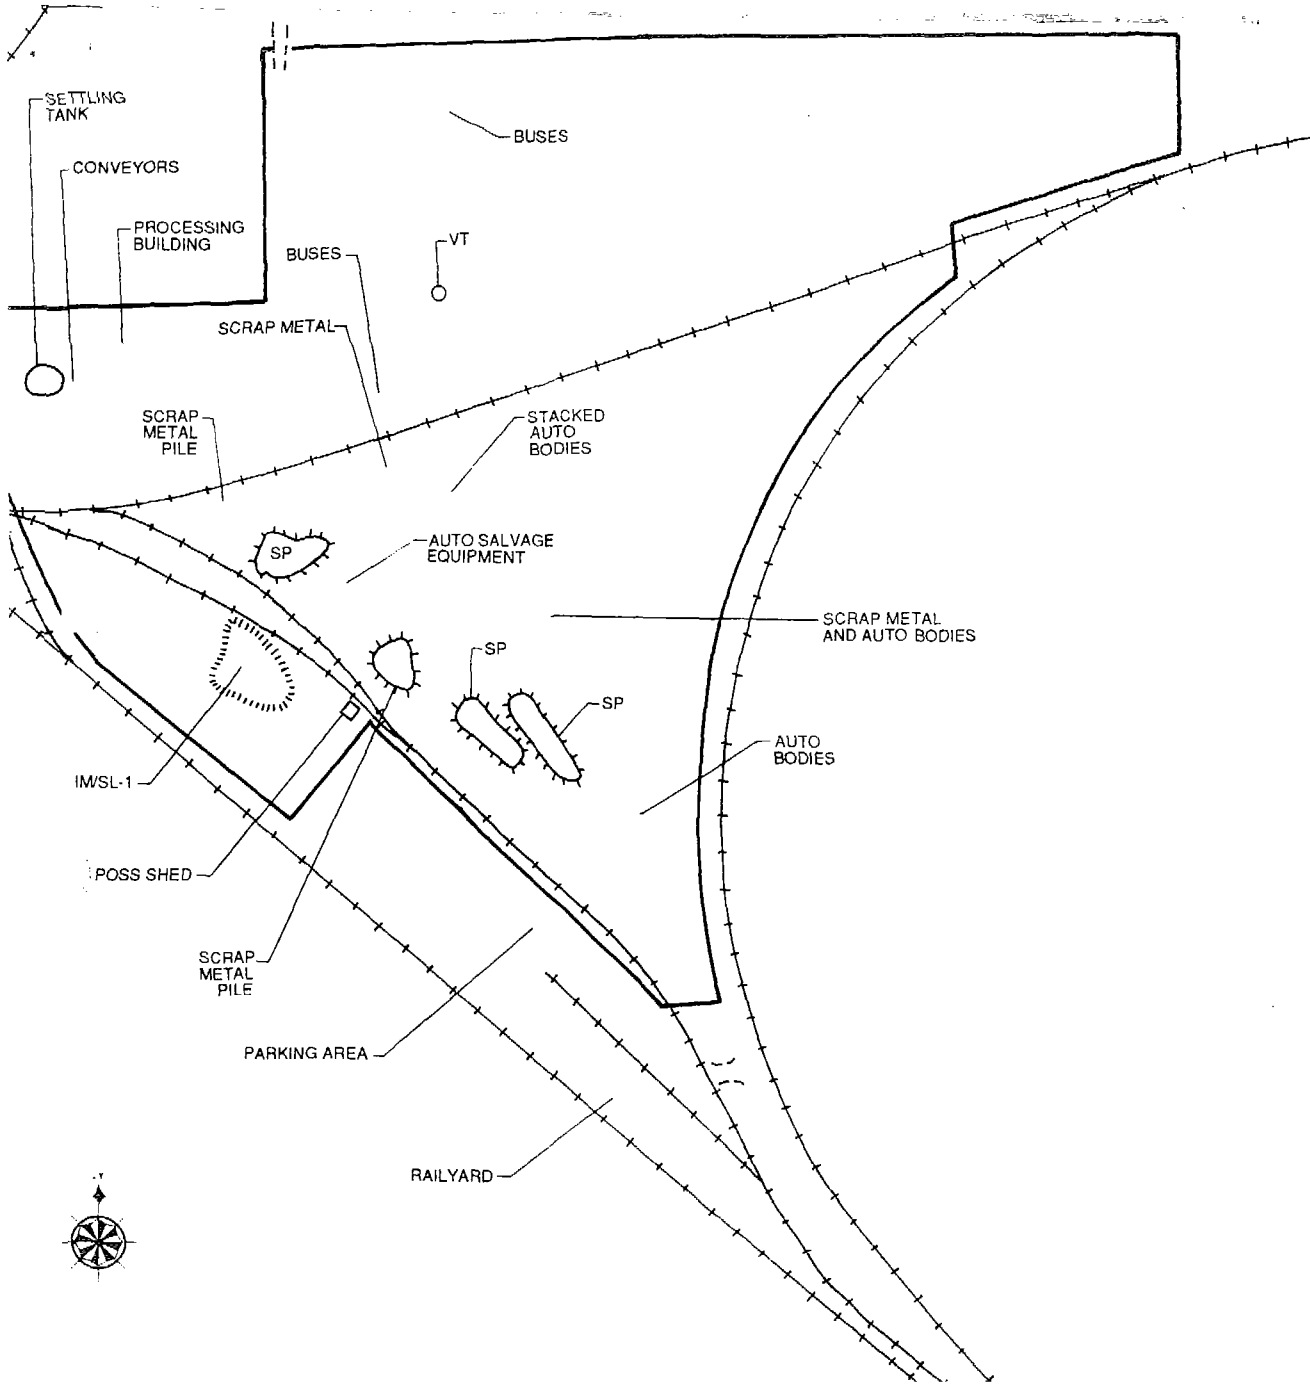 SETTLING
TANK
CONVEYORS
PROCESSING
BUILDING
BUSES
VT
BUSES
SCRAP METAL
SCRAP
METAL
PILE
STACKED
AUTO
BODIES
SP
AUTO SALVAGE
EQUIPMENT
SCRAP METAL
AND AUTO BODIES
SP
SP
AUTO
BODIES
IM/SL-1
POSS SHED
SCRAP
METAL
PILE
PARKING AREA
RAILYARD